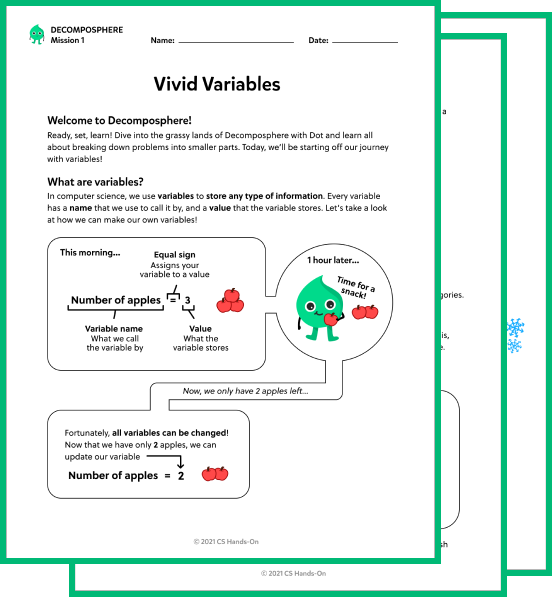 DECOMPOSPHERE
Mission 1
Name:
Date:
Vivid Variables
Welcome to Decomposphere!
Ready, set, learn! Dive into the grassy lands of Decomposphere with Dot and learn all
about breaking down problems into smaller parts. Today, we'll be starting off our journey
with variables!
What are variables?
In computer science, we use variables to store any type of information. Every variable
has a name that we use to call it by, and a value that the variable stores. Let's take a look
at how we can make our own variables!
This morning...
Equal sign
Assigns your
variable to a value
Number of apples = 3
Variable name
What we call
the variable by
Value
What the
variable stores
1 hour later...
Time for a
snack!
Now, we only have 2 apples left...
Fortunately, all variables can be changed!
Now that we have only 2 apples, we can
update our variable
Number of apples = 2
© 2021 CS Hands-On
a
gories.
is,
e.
sh
© 2021 CS Hands-On